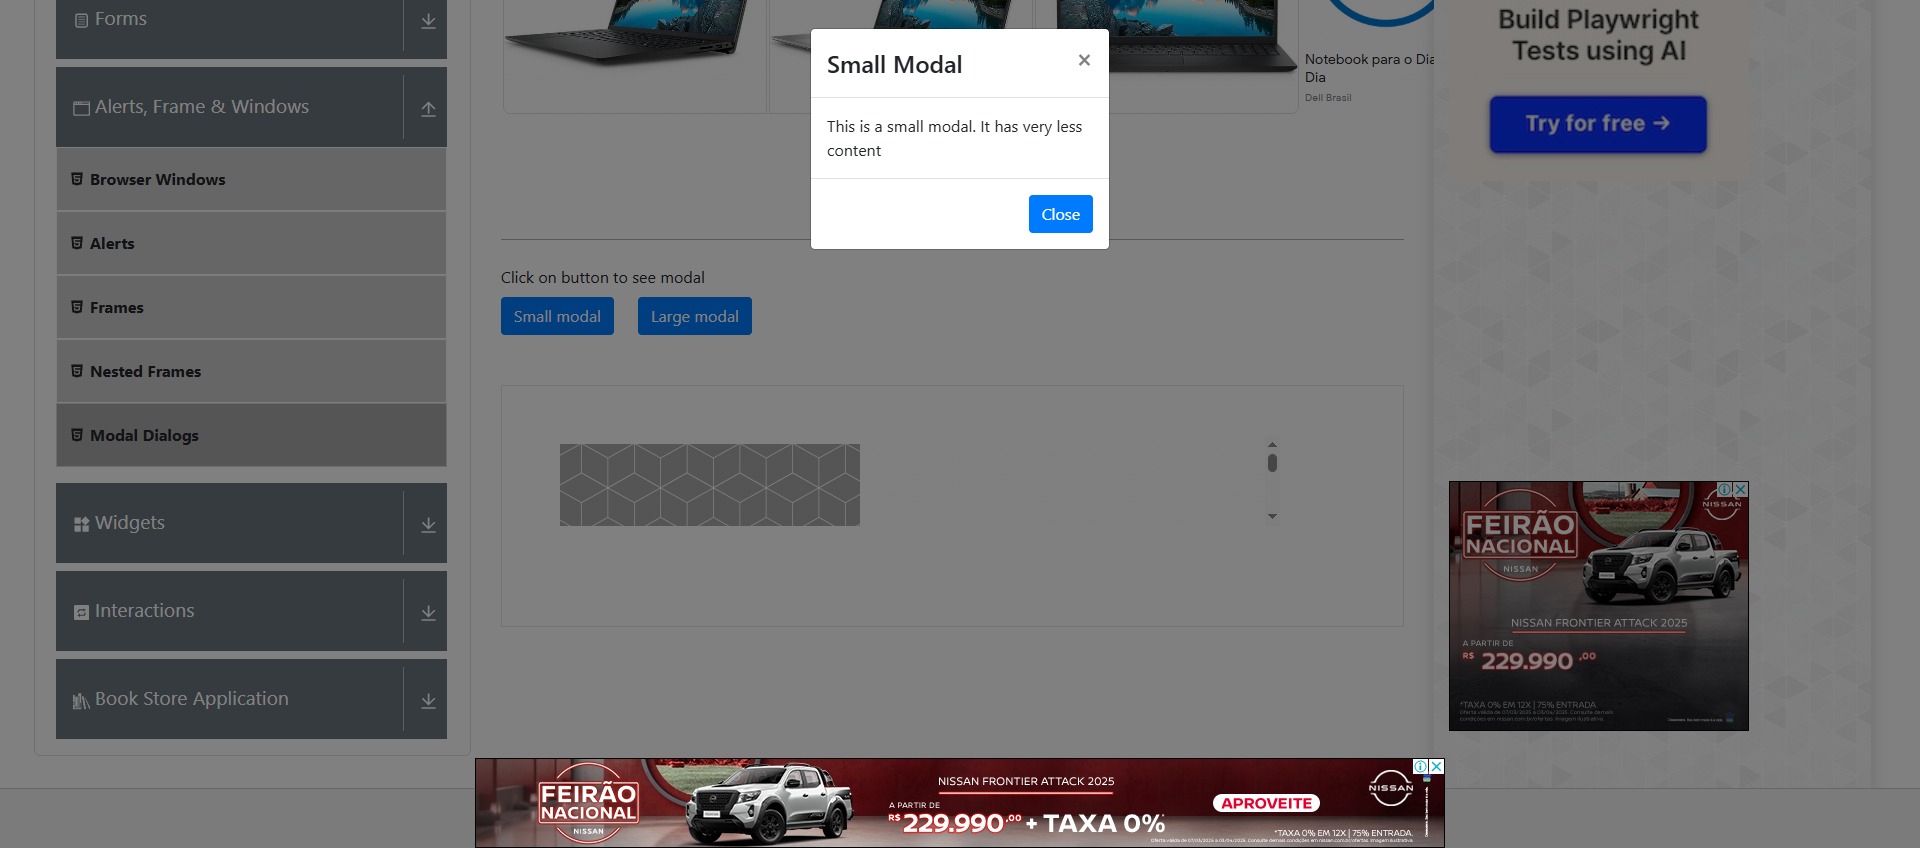 Forms
Alerts, Frame & Windows
Browser Windows
Alerts
Frames
Nested Frames
Modal Dialogs
Widgets
Interactions
Book Store Application
Notebook para o Dia
Dia
Dell Brasil
Small Modal
×
This is a small modal. It has very less
content
Close
Click on button to see modal
Small modal
Large modal
Build Playwright
Tests using AI
Try for free →
FEIRÃO
NACIONAL
NISSAN
NISSAN
NISSAN FRONTIER ATTACK 2025
A PARTIR DE
R$ 229.990,00
*TAXA 0% EM 12X | 75% ENTRADA.
FEIRÃO
NACIONAL
NISSAN
NISSAN FRONTIER ATTACK 2025
A PARTIR DE
R$ 229.990,00 + TAXA 0%*
APROVEITE
NISSAN
*TAXA 0% EM 12X | 75% ENTRADA.